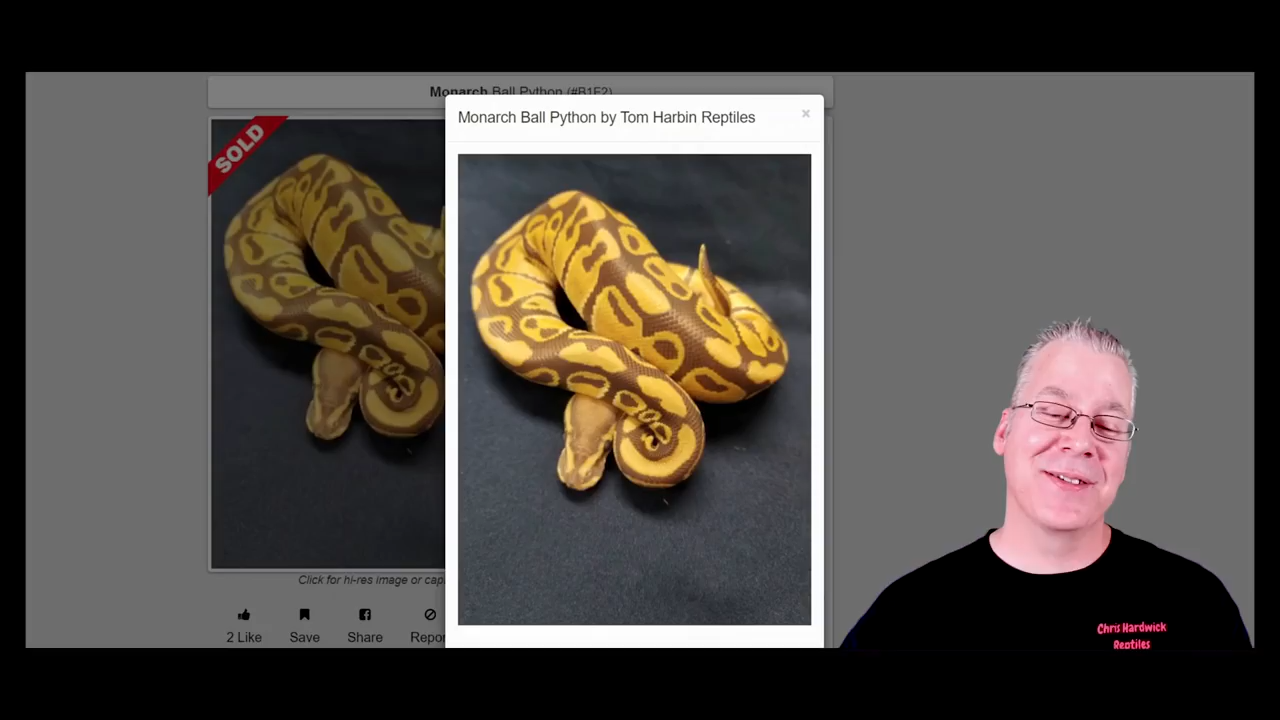 Monarch Ball Python (#B1F2)
SOLD
Monarch Ball Python by Tom Harbin Reptiles
×
Click for hi-res image or cap
2 Like
Save
Share
Repor
Chris Hardwick
Reptiles